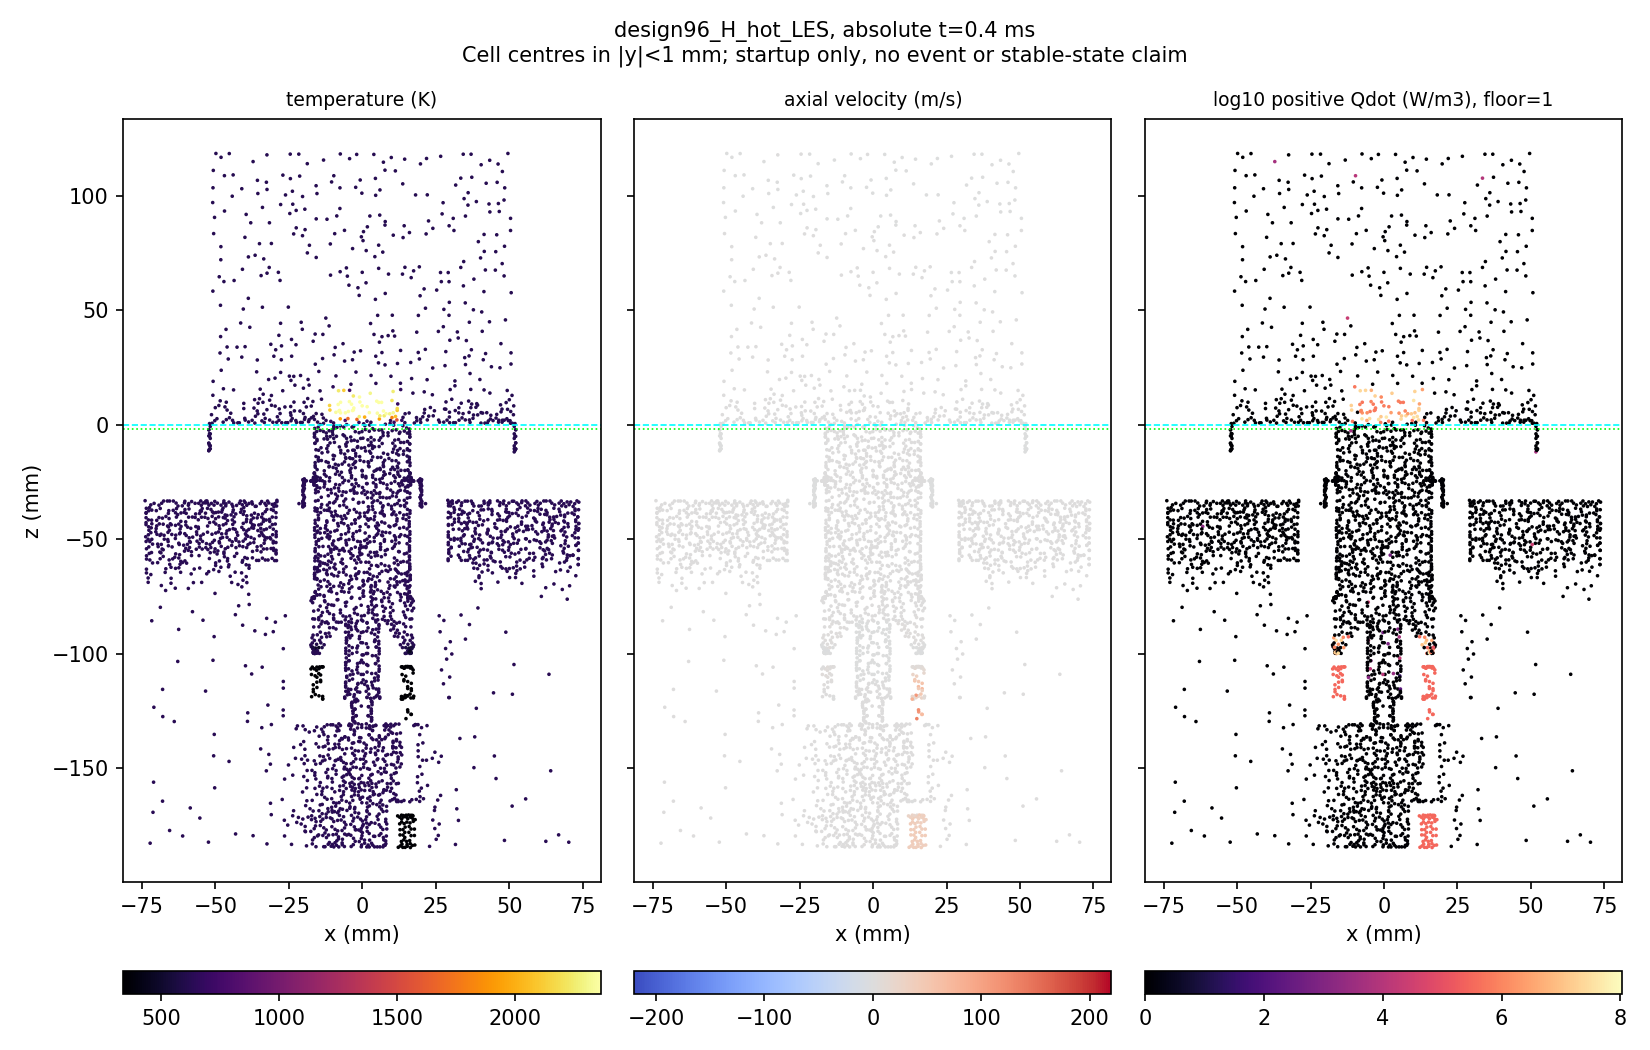 design96_H_hot_LES, absolute t=0.4 ms
Cell centres in |y|<1 mm; startup only, no event or stable-state claim
temperature (K)
axial velocity (m/s)
log10 positive Qdot (W/m3), floor=1
100
50
0
−50
−100
−150
z (mm)
−75 −50 −25 0 25 50 75
−75 −50 −25 0 25 50 75
−75 −50 −25 0 25 50 75
x (mm)
x (mm)
x (mm)
500 1000 1500 2000
−200 −100 0 100 200
0 2 4 6 8